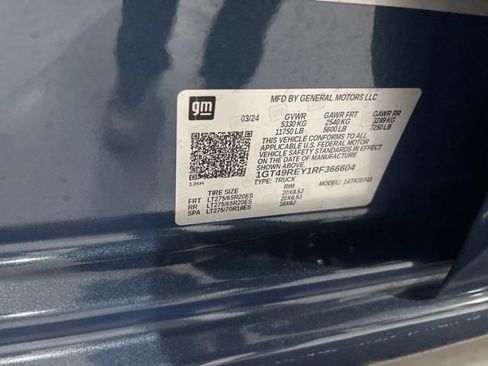 gm
MFD BY GENERAL MOTORS LLC
03/24 GVWR GAWR FRT GAWR RR
5330 KG 2540 KG 3289 KG
11750 LB 5600 LB 7250 LB
THIS VEHICLE CONFORMS TO ALL
APPLICABLE U.S. FEDERAL MOTOR
VEHICLE SAFETY STANDARDS IN EFFECT ON
THE DATE OF MANUFACTURE SHOWN ABOVE.
1GT49REY1RF366604
TYPE: TRUCK MODEL: 14TK20743
136H
TIRE SIZE RIM
FRT LT275/65R20ES 20X8.5J
RR LT275/65R20ES 20X8.5J
SPA LT275/70R18ES 18X8J